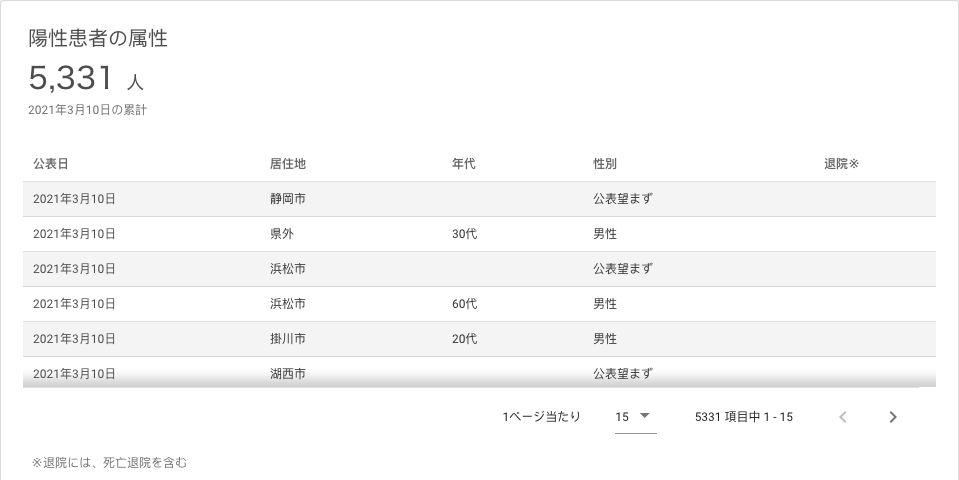 陽性患者の属性
5,331 人
2021年3月10日の累計
公表日 居住地 年代 性別 退院※
2021年3月10日 静岡市 公表望まず
2021年3月10日 県外 30代 男性
2021年3月10日 浜松市 公表望まず
2021年3月10日 浜松市 60代 男性
2021年3月10日 掛川市 20代 男性
2021年3月10日 湖西市 公表望まず
1ページ当たり 15 5331 項目中 1 - 15
※退院には、死亡退院を含む